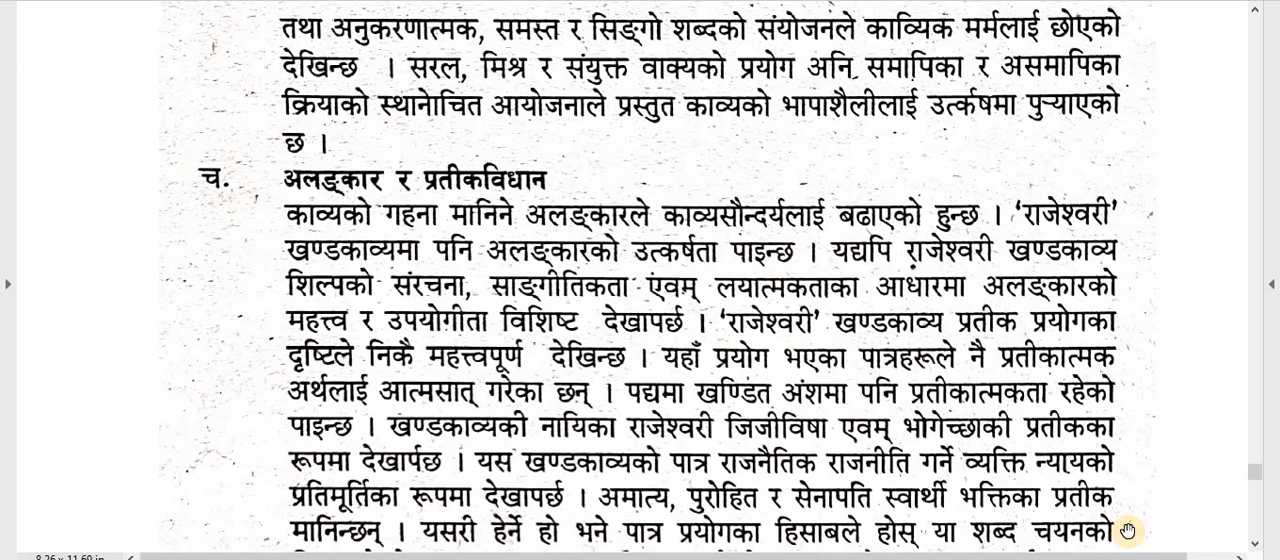 तथा अनुकरणात्मक, समस्त र सिङ्गो शब्दको संयोजनले काव्यिक मर्मलाई छोएको
देखिन्छ । सरल, मिश्र र संयुक्त वाक्यको प्रयोग अनि समापिका र असमापिका
क्रियाको स्थानोचित आयोजनाले प्रस्तुत काव्यको भाषाशैलीलाई उर्त्कषमा पुऱ्याएको
छ ।
च. अलङ्कार र प्रतीकविधान
काव्यको गहना मानिने अलङ्कारले काव्यसौन्दर्यलाई बढाएको हुन्छ । ‘राजेश्वरी’
खण्डकाव्यमा पनि अलङ्कारको उत्कर्षता पाइन्छ । यद्यपि राजेश्वरी खण्डकाव्य
शिल्पको संरचना, साङ्गीतिकता एवम् लयात्मकताका आधारमा अलङ्कारको
महत्त्व र उपयोगीता विशिष्ट देखापर्छ । ‘राजेश्वरी’ खण्डकाव्य प्रतीक प्रयोगका
दृष्टिले निकै महत्त्वपूर्ण देखिन्छ । यहाँ प्रयोग भएका पात्रहरूले नै प्रतीकात्मक
अर्थलाई आत्मसात् गरेका छन् । पद्यमा खण्डित अंशमा पनि प्रतीकात्मकता रहेको
पाइन्छ । खण्डकाव्यकी नायिका राजेश्वरी जिजीविषा एवम् भोगेच्छाकी प्रतीकका
रूपमा देखार्पछ । यस खण्डकाव्यको पात्र राजनैतिक राजनीति गर्ने व्यक्ति न्यायको
प्रतिमूर्तिका रूपमा देखापर्छ । अमात्य, पुरोहित र सेनापति स्वार्थी भक्तिका प्रतीक
मानिन्छन् । यसरी हेर्ने हो भने पात्र प्रयोगका हिसाबले होस् या शब्द चयनको